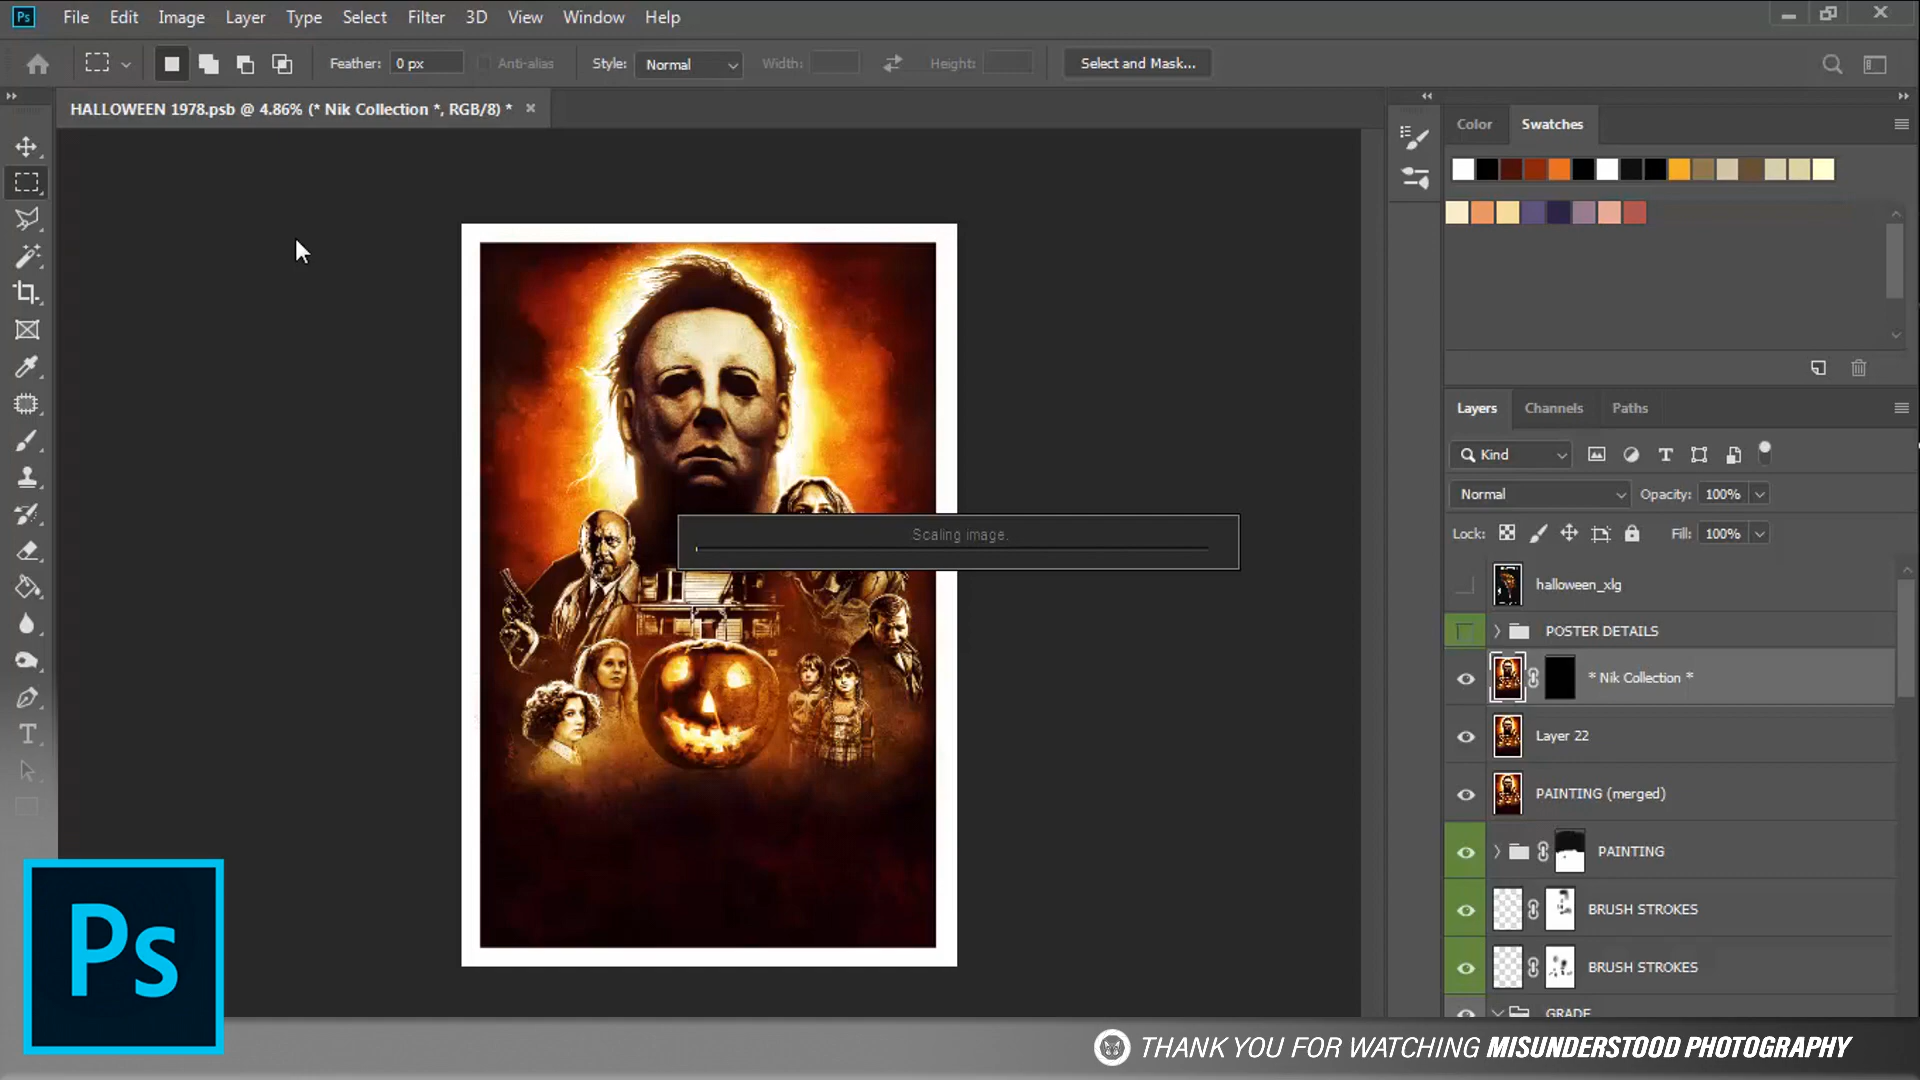 Ps File Edit Image Layer Type Select Filter 3D View Window Help
Feather: 0 px Anti-alias Style: Normal Width: Height: Select and Mask...
HALLOWEEN 1978.psb @ 4.86% (* Nik Collection *, RGB/8) *
Color Swatches
Scaling image.
Layers Channels Paths
Kind
Normal Opacity: 100%
Lock: Fill: 100%
halloween_xlg
POSTER DETAILS
* Nik Collection *
Layer 22
PAINTING (merged)
PAINTING
BRUSH STROKES
BRUSH STROKES
GRADE
Ps
THANK YOU FOR WATCHING MISUNDERSTOOD PHOTOGRAPHY